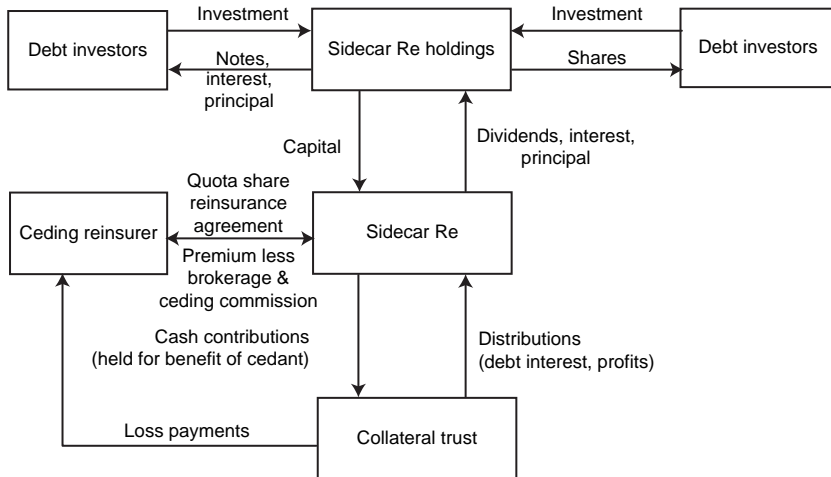 Investment
Investment
Debt investors
Sidecar Re holdings
Debt investors
Notes,
interest,
principal
Shares
Capital
Dividends, interest,
principal
Quota share
reinsurance
agreement
Ceding reinsurer
Sidecar Re
Premium less
brokerage &
ceding commission
Cash contributions
(held for benefit of cedant)
Distributions
(debt interest, profits)
Loss payments
Collateral trust